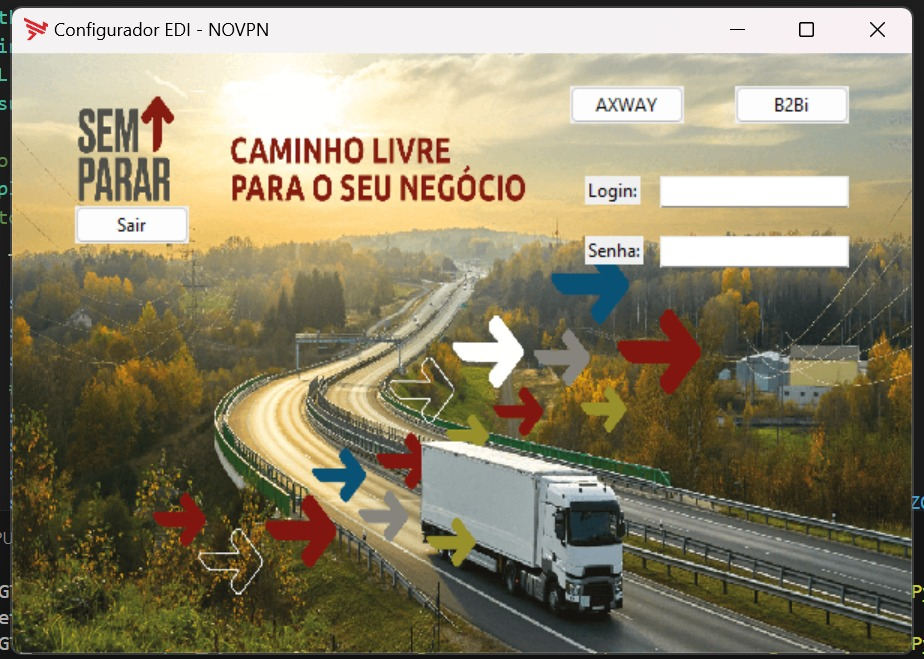 Configurador EDI - NOVPN
AXWAY
B2Bi
SEM
PARAR
CAMINHO LIVRE
PARA O SEU NEGÓCIO
Login:
Sair
Senha: